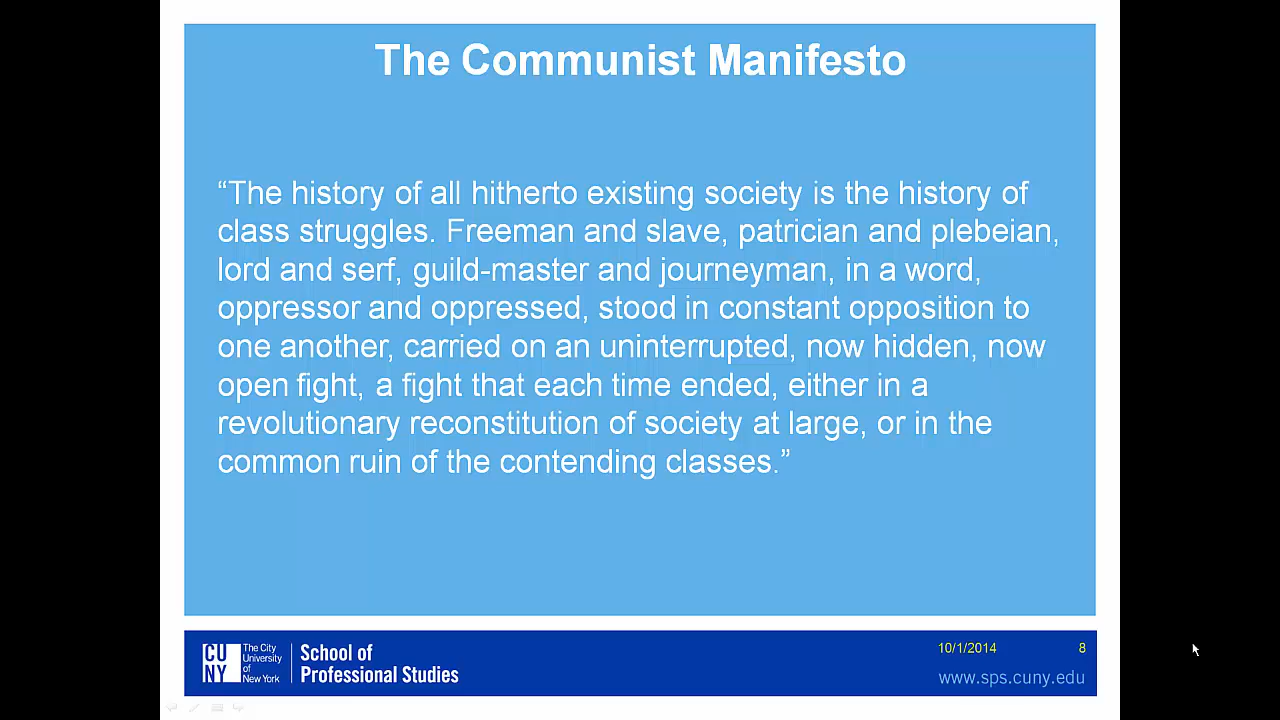 The Communist Manifesto
“The history of all hitherto existing society is the history of
class struggles. Freeman and slave, patrician and plebeian,
lord and serf, guild-master and journeyman, in a word,
oppressor and oppressed, stood in constant opposition to
one another, carried on an uninterrupted, now hidden, now
open fight, a fight that each time ended, either in a
revolutionary reconstitution of society at large, or in the
common ruin of the contending classes.”
CU
NY
The City
University
of
New York
School of
Professional Studies
10/1/2014
8
www.sps.cuny.edu